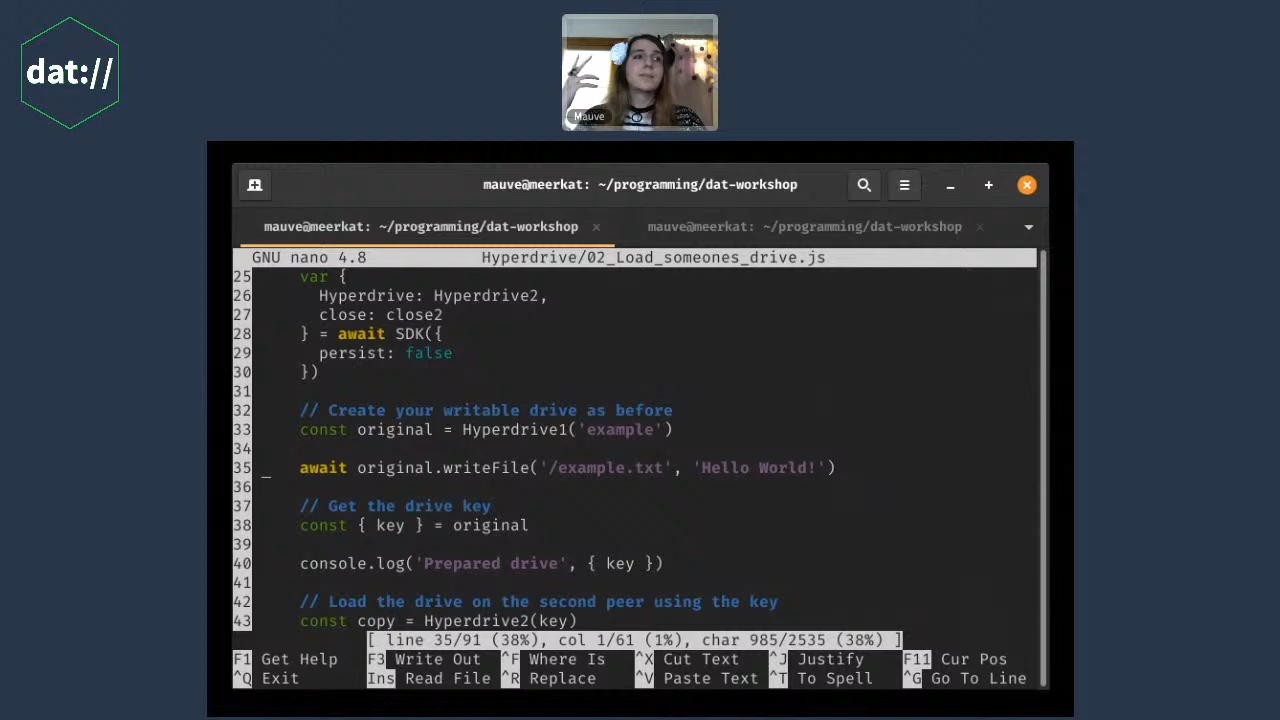 dat://
Mauve
mauve@meerkat: ~/programming/dat-workshop
mauve@meerkat: ~/programming/dat-workshop × mauve@meerkat: ~/programming/dat-workshop ×
GNU nano 4.8 Hyperdrive/02_Load_someones_drive.js
25 var {
26 Hyperdrive: Hyperdrive2,
27 close: close2
28 } = await SDK({
29 persist: false
30 })
31
32 // Create your writable drive as before
33 const original = Hyperdrive1('example')
34
35 await original.writeFile('/example.txt', 'Hello World!')
36
37 // Get the drive key
38 const { key } = original
39
40 console.log('Prepared drive', { key })
41
42 // Load the drive on the second peer using the key
43 const copy = Hyperdrive2(key)
[ line 35/91 (38%), col 1/61 (1%), char 985/2535 (38%) ]
F1 Get Help F3 Write Out ^F Where Is ^X Cut Text ^J Justify F11 Cur Pos
^Q Exit Ins Read File ^R Replace ^V Paste Text ^T To Spell ^G Go To Line